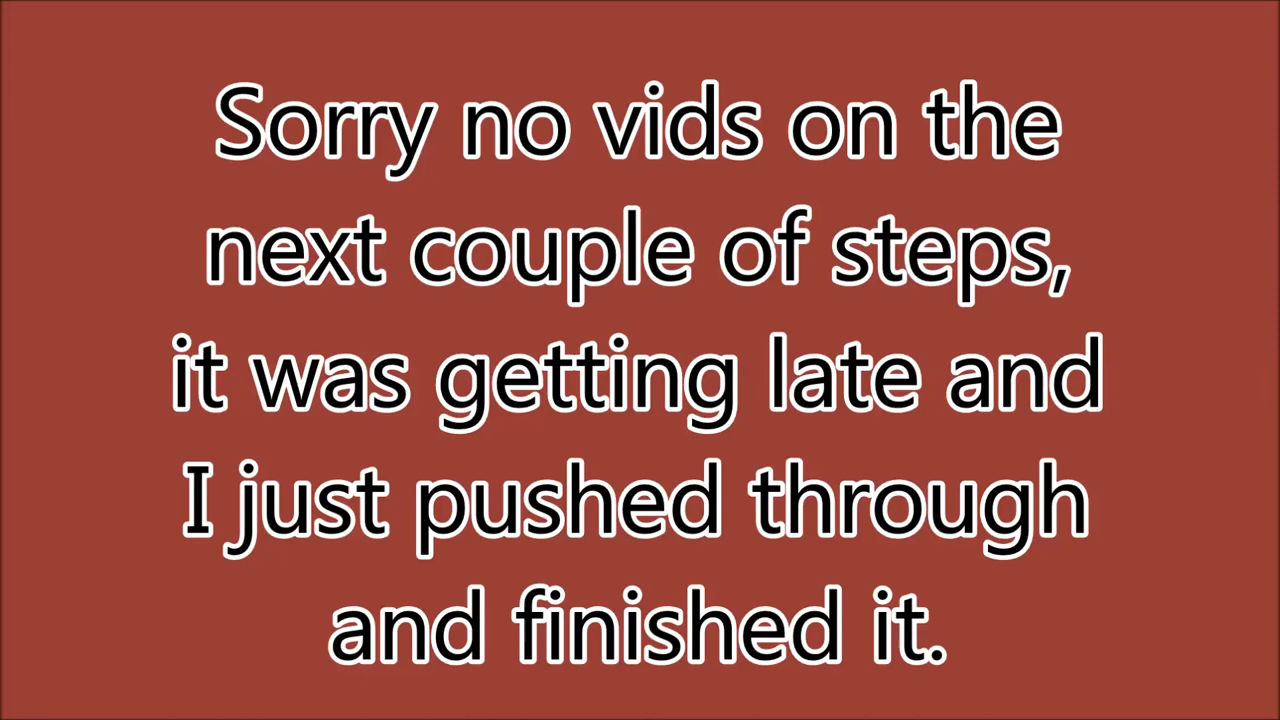 Sorry no vids on the
next couple of steps,
it was getting late and
I just pushed through
and finished it.